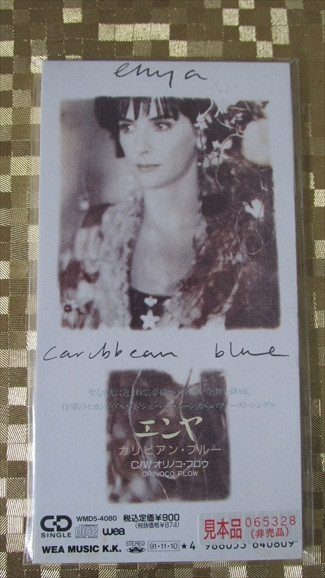 enya
caribbean blue
エンヤ
カリビアン・ブルー
C/W オリノコ・フロウ
ORINOCO FLOW
CD SINGLE
WMD5-4080
税込定価¥900
(税抜価格¥874)
wea
WEA MUSIC K.K.
STEREO
91・11・10
★4
見本品
(非売品)
065328